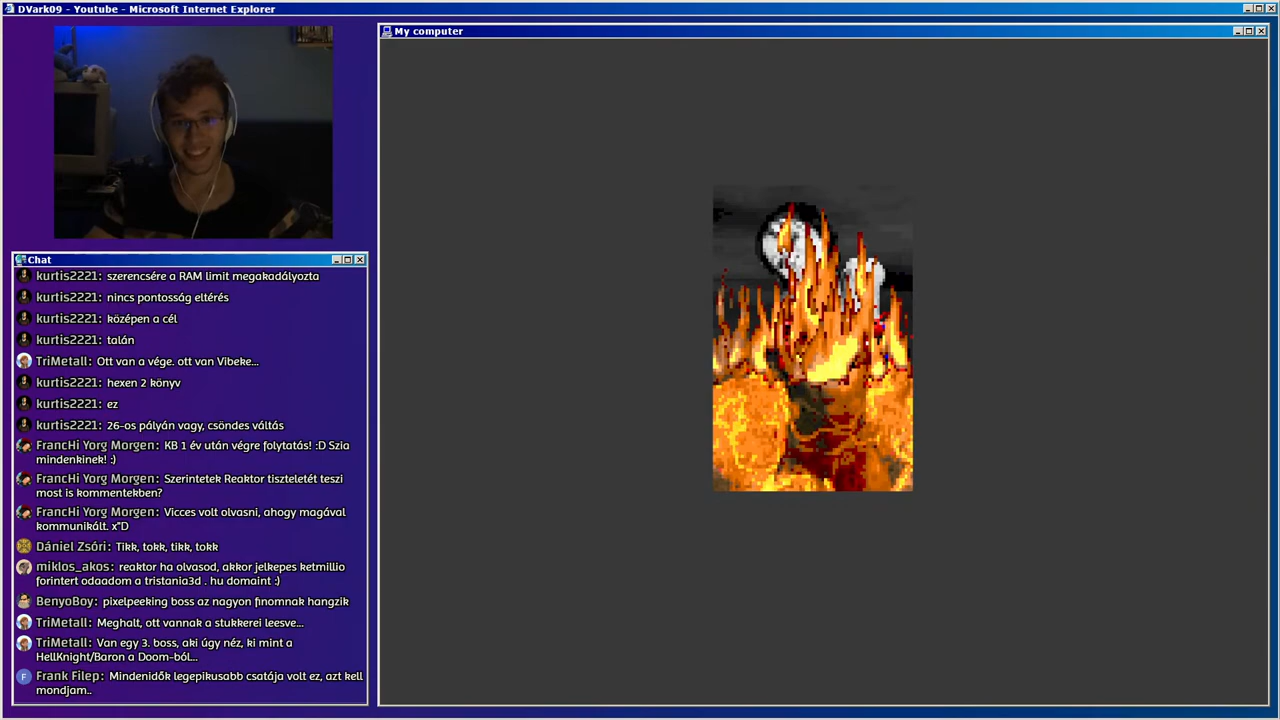 DVark09 - Youtube - Microsoft Internet Explorer
My computer
Chat
kurtis2221: szerencsére a RAM limit megakadályozta
kurtis2221: nincs pontosság eltérés
kurtis2221: középen a cél
kurtis2221: talán
TriMetall: Ott van a vége. ott van Vibeke...
kurtis2221: hexen 2 könyv
kurtis2221: ez
kurtis2221: 26-os pályán vagy, csöndes váltás
FrancHi Yorg Morgen: KB 1 év után végre folytatás! :D Szia
mindenkinek! :)
FrancHi Yorg Morgen: Szerintetek Reaktor tiszteletét teszi
most is kommentekben?
FrancHi Yorg Morgen: Vicces volt olvasni, ahogy magával
kommunikált. x"D
Dániel Zsóri: Tikk, tokk, tikk, tokk
miklos_akos: reaktor ha olvasod, akkor jelkepes ketmillio
forintert odaadom a tristania3d . hu domaint :)
BenyoBoy: pixelpeeking boss az nagyon finomnak hangzik
TriMetall: Meghalt, ott vannak a stukkerei leesve...
TriMetall: Van egy 3. boss, aki úgy néz, ki mint a
HellKnight/Baron a Doom-ból...
F
Frank Filep: Mindenidők legepikusabb csatája volt ez, azt kell
mondjam..